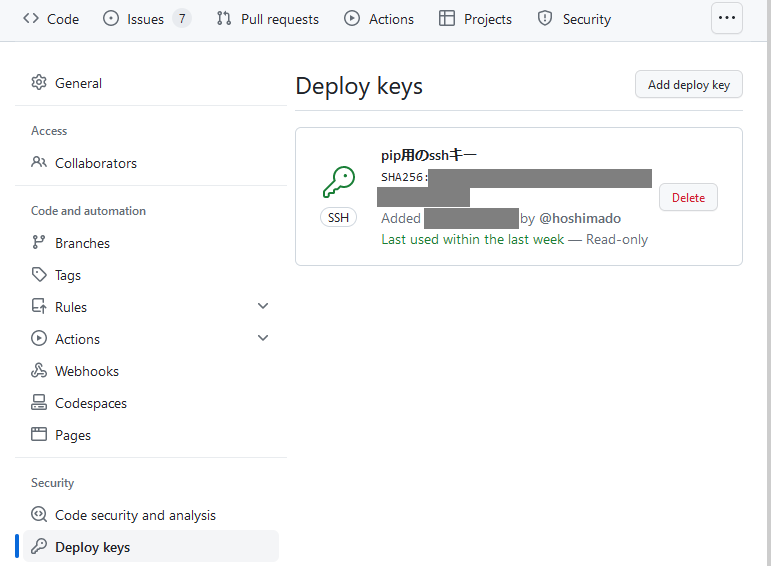 Code Issues 7 Pull requests Actions Projects Security ...
General
Access
Collaborators
Code and automation
Branches
Tags
Rules
Actions
Webhooks
Codespaces
Pages
Security
Code security and analysis
Deploy keys
Deploy keys Add deploy key
pip用のsshキー
SHA256:
SSH
Added by @hoshimado
Last used within the last week — Read-only
Delete